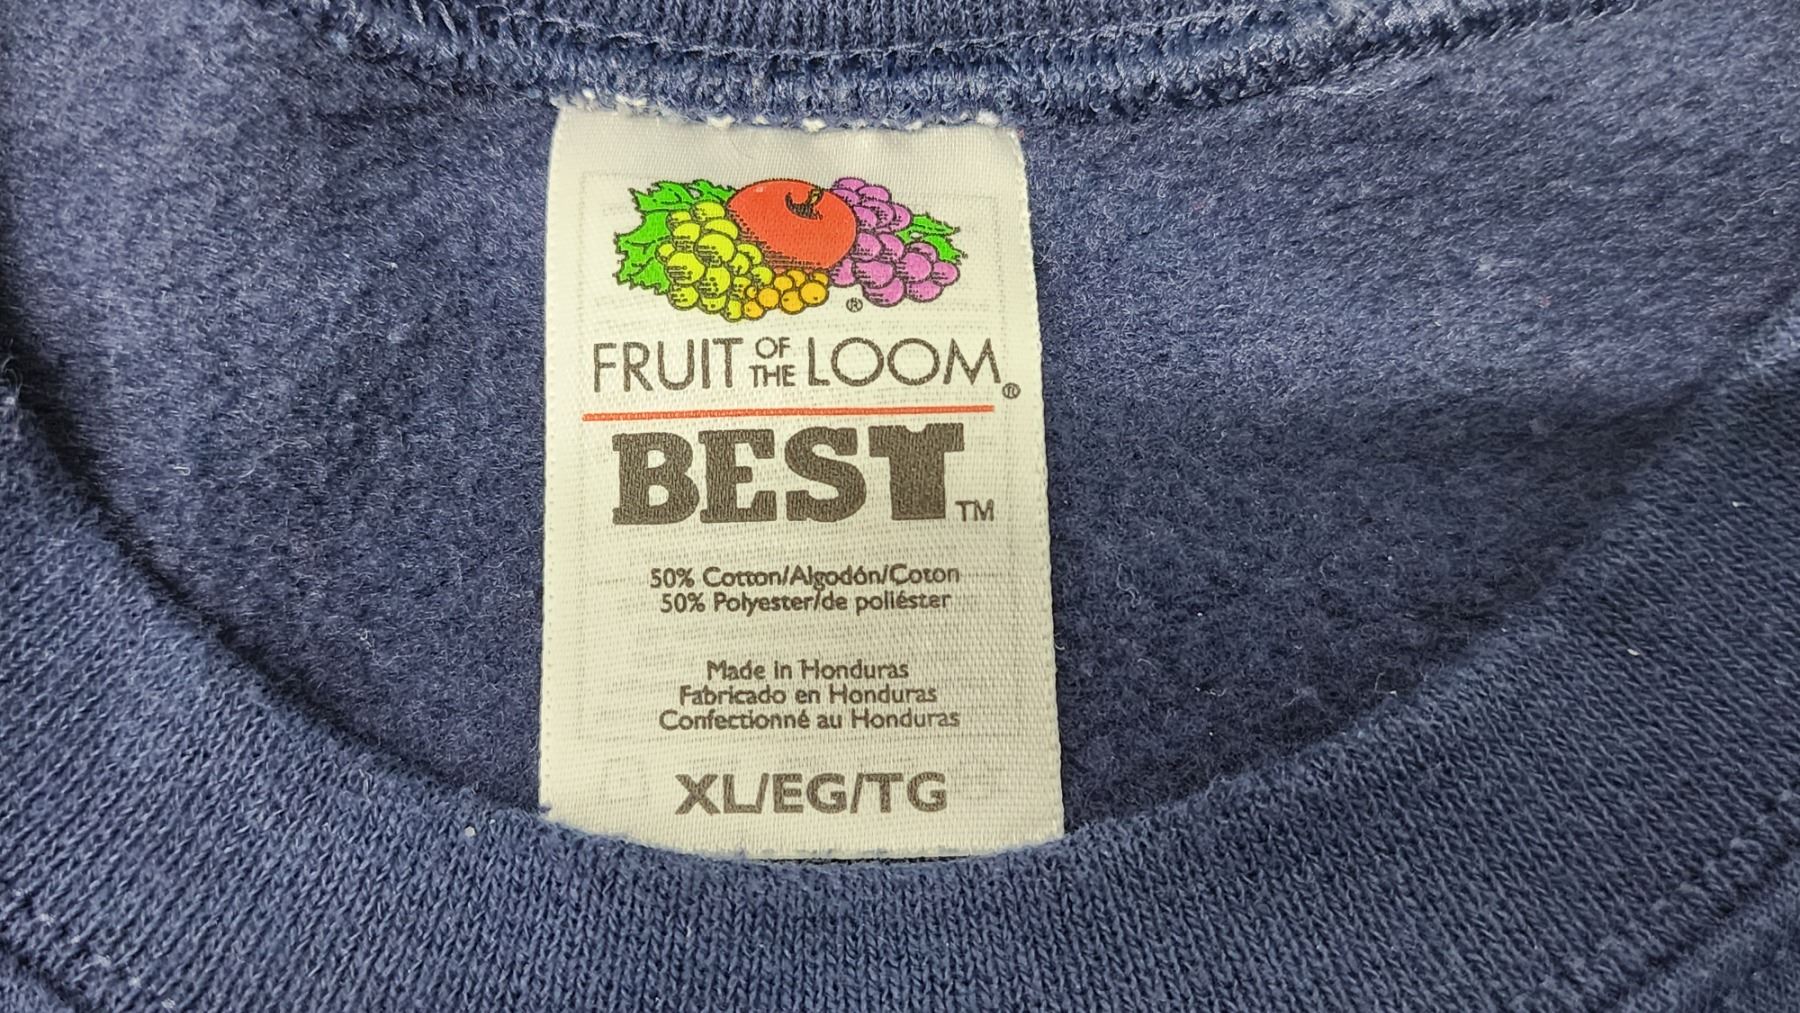 ®
FRUIT OF THE LOOM®
BEST™
50% Cotton/Algodón/Coton
50% Polyester/de poliéster
Made in Honduras
Fabricado en Honduras
Confectionné au Honduras
XL/EG/TG